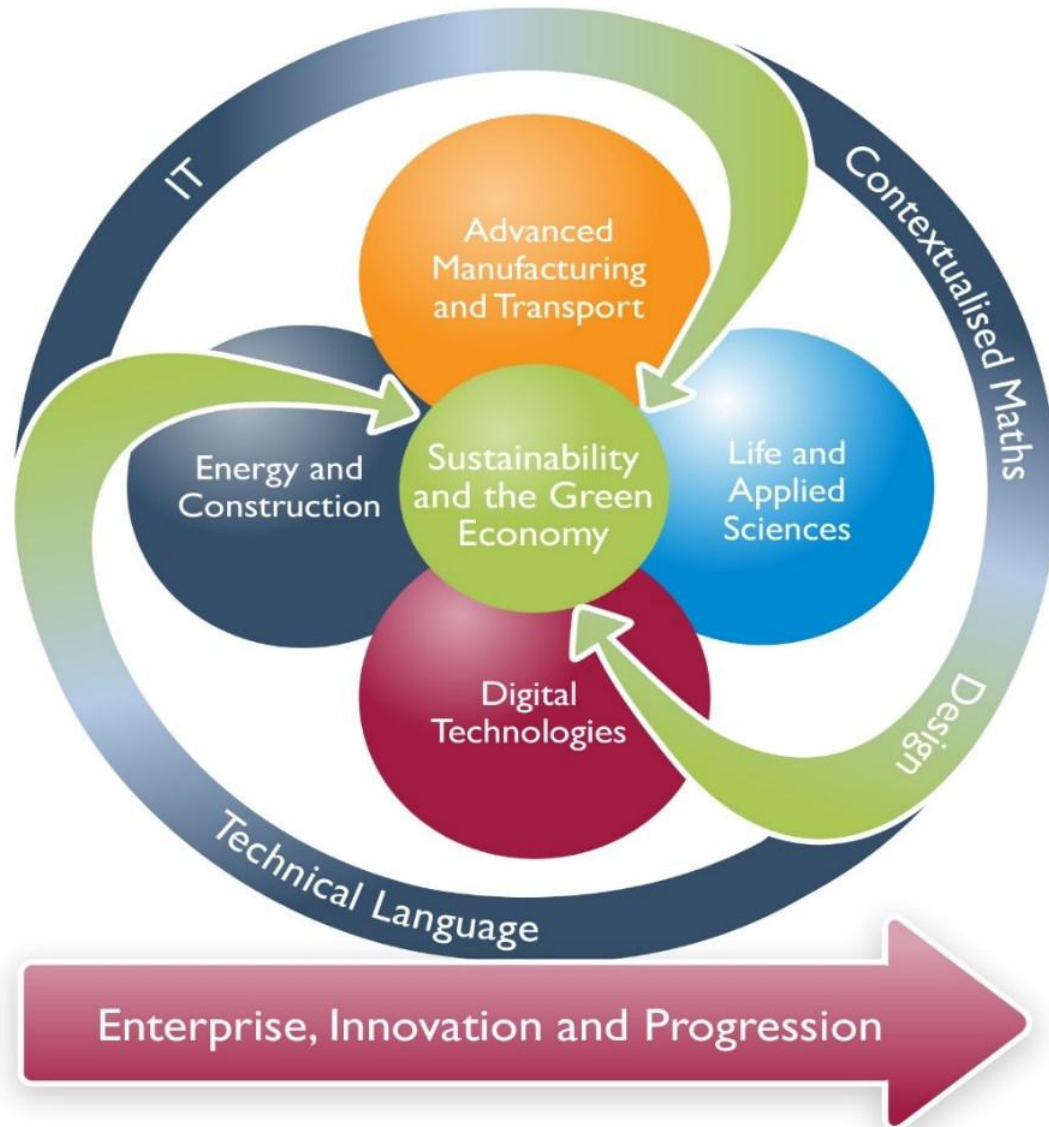 IT
Contextualised Maths
Advanced
Manufacturing
and Transport
Energy and
Construction
Sustainability
and the Green
Economy
Life and
Applied
Sciences
Digital
Technologies
Design
Technical Language
Enterprise, Innovation and Progression